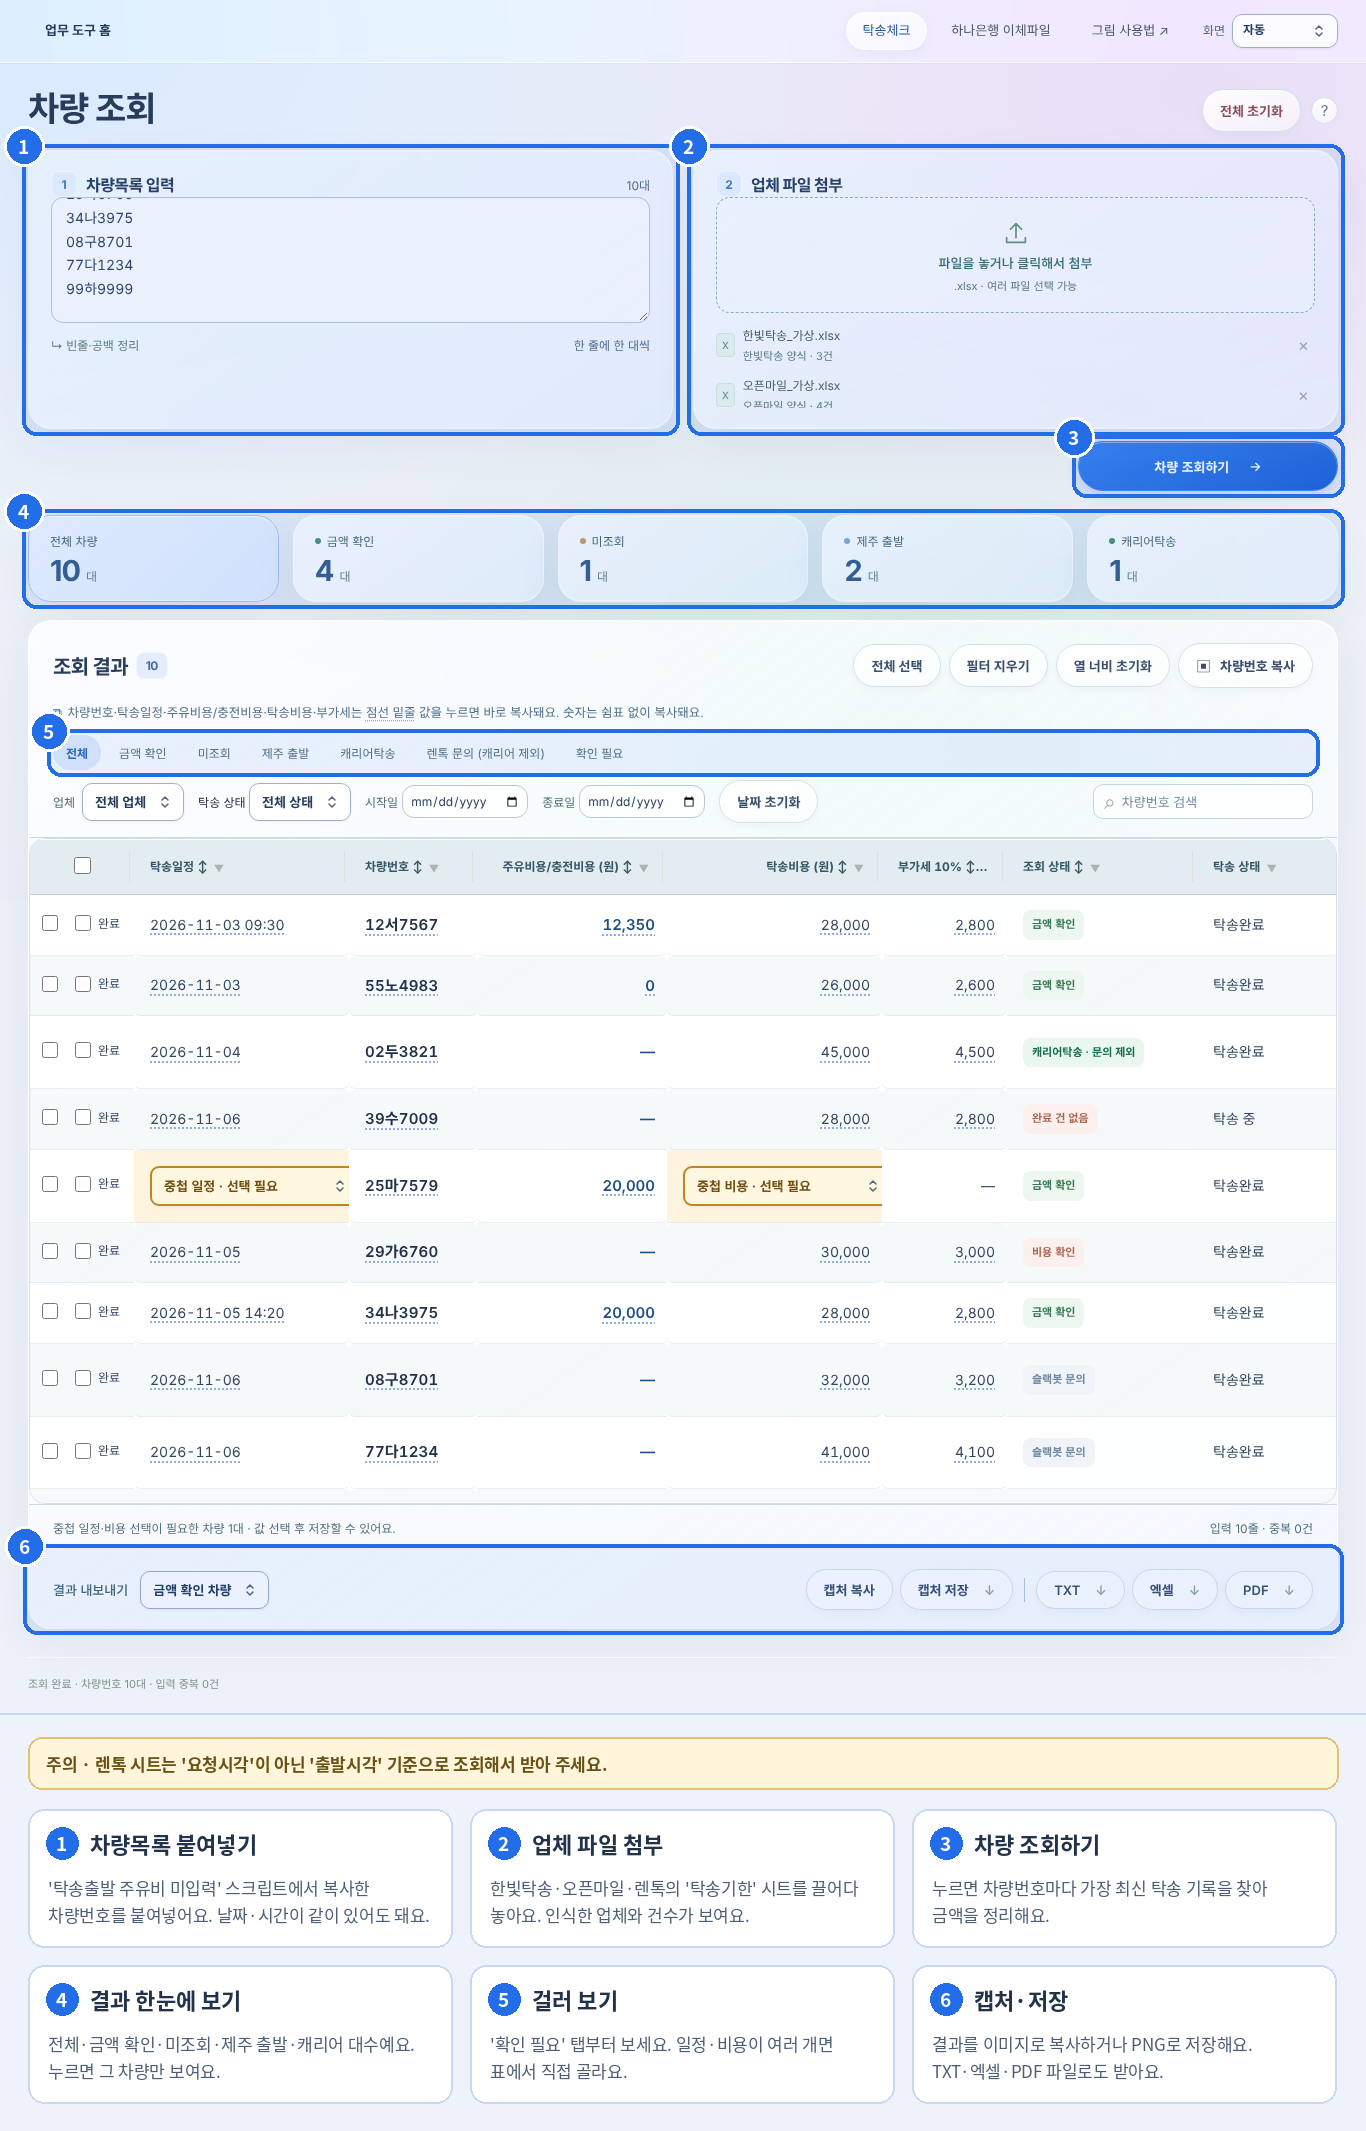 업무 도구 홈
탁송체크 하나은행 이체파일 그림 사용법 ↗ 화면 자동
차량 조회
전체 초기화 ?
1 2
1 차량목록 입력 10대
34나3975
08구8701
77다1234
99하9999
↳ 빈줄·공백 정리 한 줄에 한 대씩
2 업체 파일 첨부
파일을 놓거나 클릭해서 첨부
.xlsx · 여러 파일 선택 가능
X 한빛탁송_가상.xlsx ×
한빛탁송 양식 · 3건
X 오픈마일_가상.xlsx ×
오픈마일 양식 · 4건
3
차량 조회하기 →
4
전체 차량 금액 확인 미조회 제주 출발 캐리어탁송
10 대 4 대 1 대 2 대 1 대
조회 결과 10 전체 선택 필터 지우기 열 너비 초기화 차량번호 복사
차량번호·탁송일정·주유비용/충전비용·탁송비용·부가세는 점선 밑줄 값을 누르면 바로 복사돼요. 숫자는 쉼표 없이 복사돼요.
5
전체 금액 확인 미조회 제주 출발 캐리어탁송 렌톡 문의 (캐리어 제외) 확인 필요
업체 전체 업체 탁송 상태 전체 상태 시작일 mm/dd/yyyy 종료일 mm/dd/yyyy 날짜 초기화 차량번호 검색
탁송일정 ↕ ▼ 차량번호 ↕ ▼ 주유비용/충전비용 (원) ↕ ▼ 탁송비용 (원) ↕ ▼ 부가세 10% ↕... 조회 상태 ↕ ▼ 탁송 상태 ▼
완료 2026-11-03 09:30 12서7567 12,350 28,000 2,800 금액 확인 탁송완료
완료 2026-11-03 55노4983 0 26,000 2,600 금액 확인 탁송완료
완료 2026-11-04 02두3821 — 45,000 4,500 캐리어탁송 · 문의 제외 탁송완료
완료 2026-11-06 39수7009 — 28,000 2,800 완료 건 없음 탁송 중
완료 중첩 일정 · 선택 필요 25마7579 20,000 중첩 비용 · 선택 필요 — 금액 확인 탁송완료
완료 2026-11-05 29가6760 — 30,000 3,000 비용 확인 탁송완료
완료 2026-11-05 14:20 34나3975 20,000 28,000 2,800 금액 확인 탁송완료
완료 2026-11-06 08구8701 — 32,000 3,200 슬랙봇 문의 탁송완료
완료 2026-11-06 77다1234 — 41,000 4,100 슬랙봇 문의 탁송완료
중첩 일정·비용 선택이 필요한 차량 1대 · 값 선택 후 저장할 수 있어요. 입력 10줄 · 중복 0건
6
결과 내보내기 금액 확인 차량 캡처 복사 캡처 저장 ↓ TXT ↓ 엑셀 ↓ PDF ↓
조회 완료 · 차량번호 10대 · 입력 중복 0건
주의 · 렌톡 시트는 '요청시각'이 아닌 '출발시각' 기준으로 조회해서 받아 주세요.
1 차량목록 붙여넣기
'탁송출발 주유비 미입력' 스크립트에서 복사한
차량번호를 붙여넣어요. 날짜·시간이 같이 있어도 돼요.
2 업체 파일 첨부
한빛탁송·오픈마일·렌톡의 '탁송기한' 시트를 끌어다
놓아요. 인식한 업체와 건수가 보여요.
3 차량 조회하기
누르면 차량번호마다 가장 최신 탁송 기록을 찾아
금액을 정리해요.
4 결과 한눈에 보기
전체·금액 확인·미조회·제주 출발·캐리어 대수예요.
누르면 그 차량만 보여요.
5 걸러 보기
'확인 필요' 탭부터 보세요. 일정·비용이 여러 개면
표에서 직접 골라요.
6 캡처·저장
결과를 이미지로 복사하거나 PNG로 저장해요.
TXT·엑셀·PDF 파일로도 받아요.